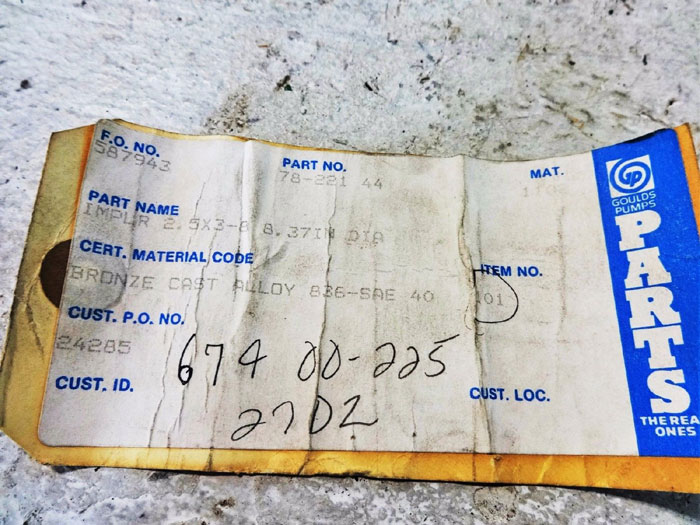 F.O. NO.
587943
PART NO.
78-221 44
MAT.
PART NAME
IMPLR 2.5X3-8 8.37IN DIA
CERT. MATERIAL CODE
BRONZE CAST ALLOY 836-SAE 40
ITEM NO.
101
CUST. P.O. NO.
24285
674 00-225
CUST. ID.
27D2
CUST. LOC.
GOULDS
PUMPS
PARTS
THE REA
ONES